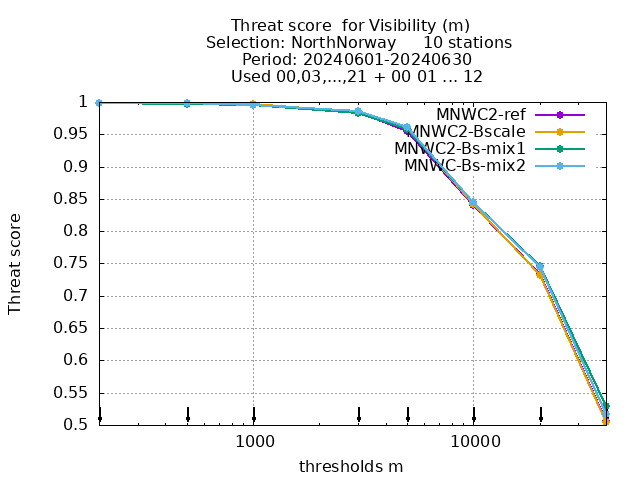 Threat score  for Visibility (m)
Selection: NorthNorway     10 stations
Period: 20240601-20240630
Used 00,03,...,21 + 00 01 ... 12
MNWC2-ref
MNWC2-Bscale
MNWC2-Bs-mix1
MNWC-Bs-mix2
1
0.95
0.9
0.85
0.8
0.75
0.7
0.65
0.6
0.55
0.5
Threat score
1000
10000
thresholds m